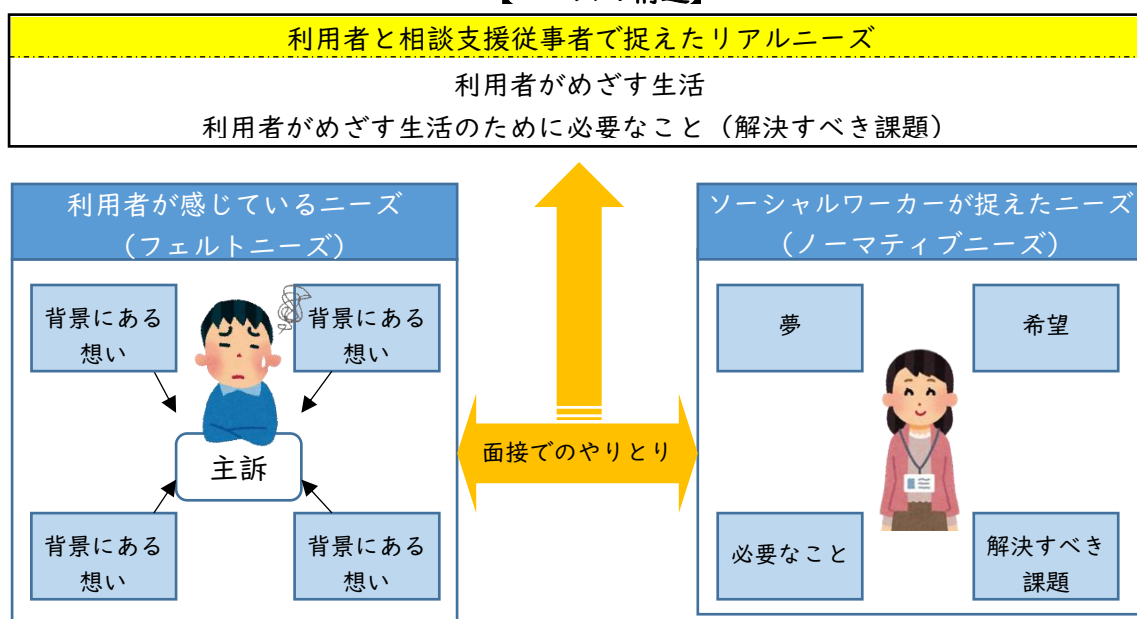 利用者と相談支援従事者で捉えたリアルニーズ
利用者がめざす生活
利用者がめざす生活のために必要なこと（解決すべき課題）
利用者が感じているニーズ
（フェルトニーズ）
背景にある
想い
背景にある
想い
主訴
背景にある
想い
背景にある
想い
面接でのやりとり
ソーシャルワーカーが捉えたニーズ
（ノーマティブニーズ）
夢
希望
必要なこと
解決すべき
課題